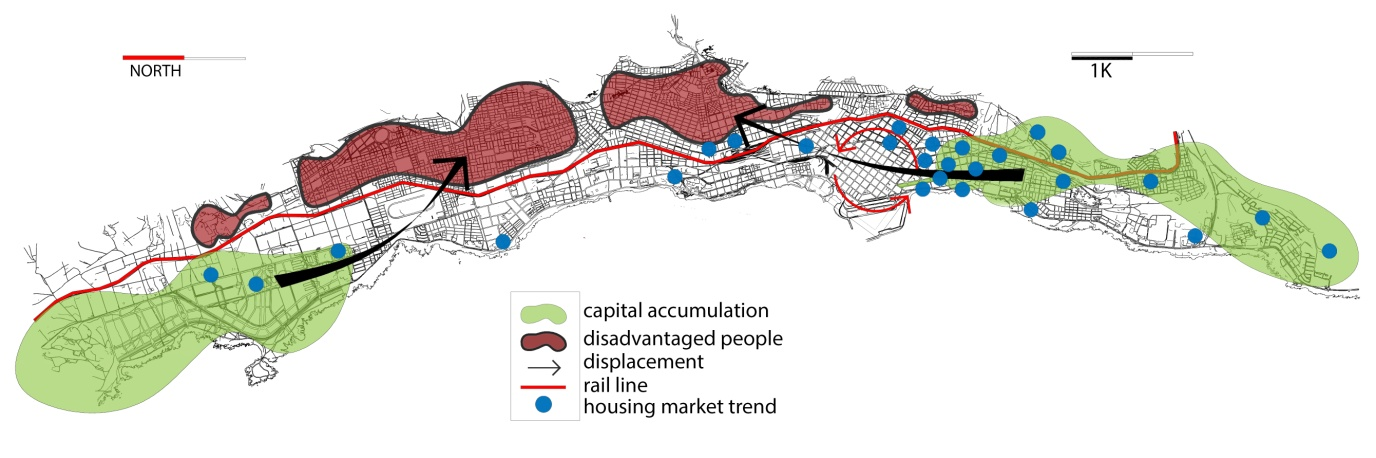 NORTH
1K
capital accumulation
disadvantaged people
displacement
rail line
housing market trend